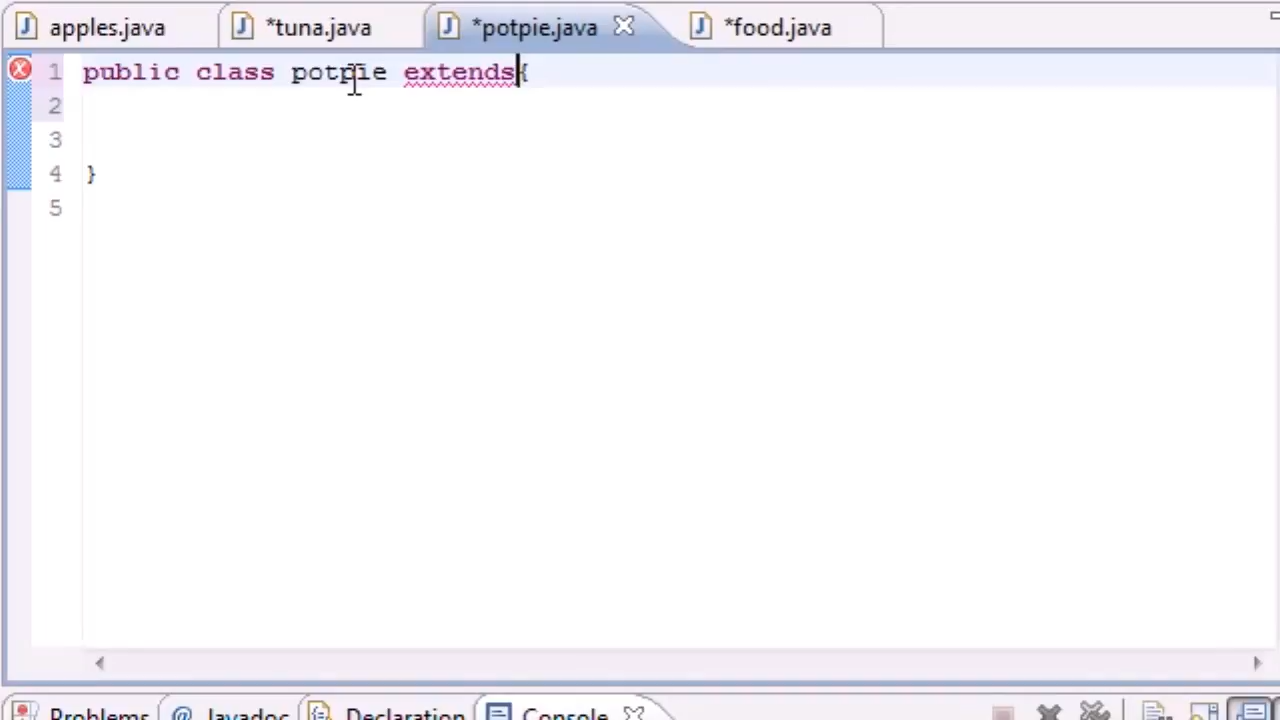 apples.java *tuna.java *potpie.java *food.java
1 public class potpie extends{
2
3
4 }
5
Problems @ Javadoc Declaration Console